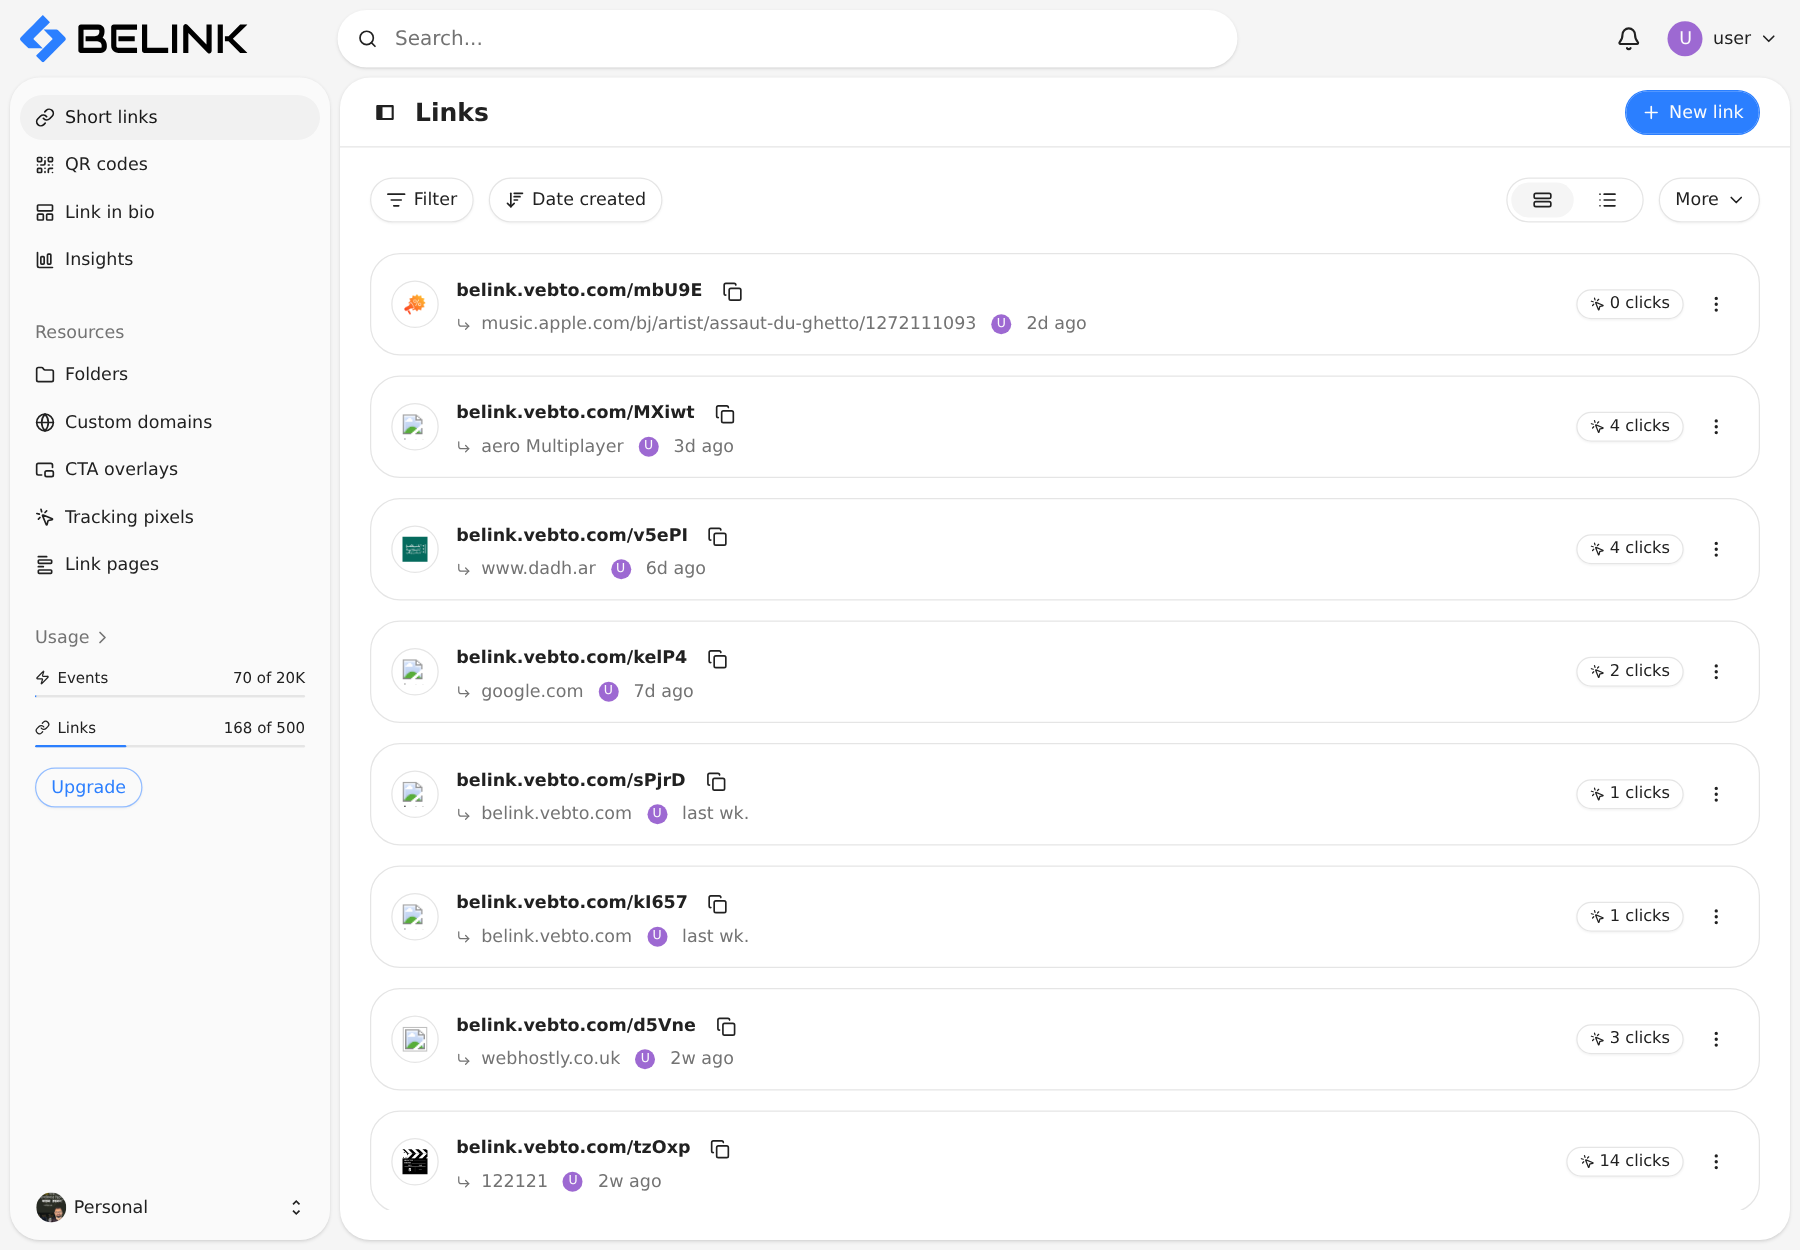 BELINK
Search...
U user
Short links
QR codes
Link in bio
Insights
Resources
Folders
Custom domains
CTA overlays
Tracking pixels
Link pages
Usage
Events 70 of 20K
Links 168 of 500
Upgrade
Personal
Links
New link
Filter
Date created
More
belink.vebto.com/mbU9E
music.apple.com/bj/artist/assaut-du-ghetto/1272111093 U 2d ago
0 clicks
belink.vebto.com/MXiwt
aero Multiplayer U 3d ago
4 clicks
belink.vebto.com/v5ePI
www.dadh.ar U 6d ago
4 clicks
belink.vebto.com/kelP4
google.com U 7d ago
2 clicks
belink.vebto.com/sPjrD
belink.vebto.com U last wk.
1 clicks
belink.vebto.com/kI657
belink.vebto.com U last wk.
1 clicks
belink.vebto.com/d5Vne
webhostly.co.uk U 2w ago
3 clicks
belink.vebto.com/tzOxp
122121 U 2w ago
14 clicks